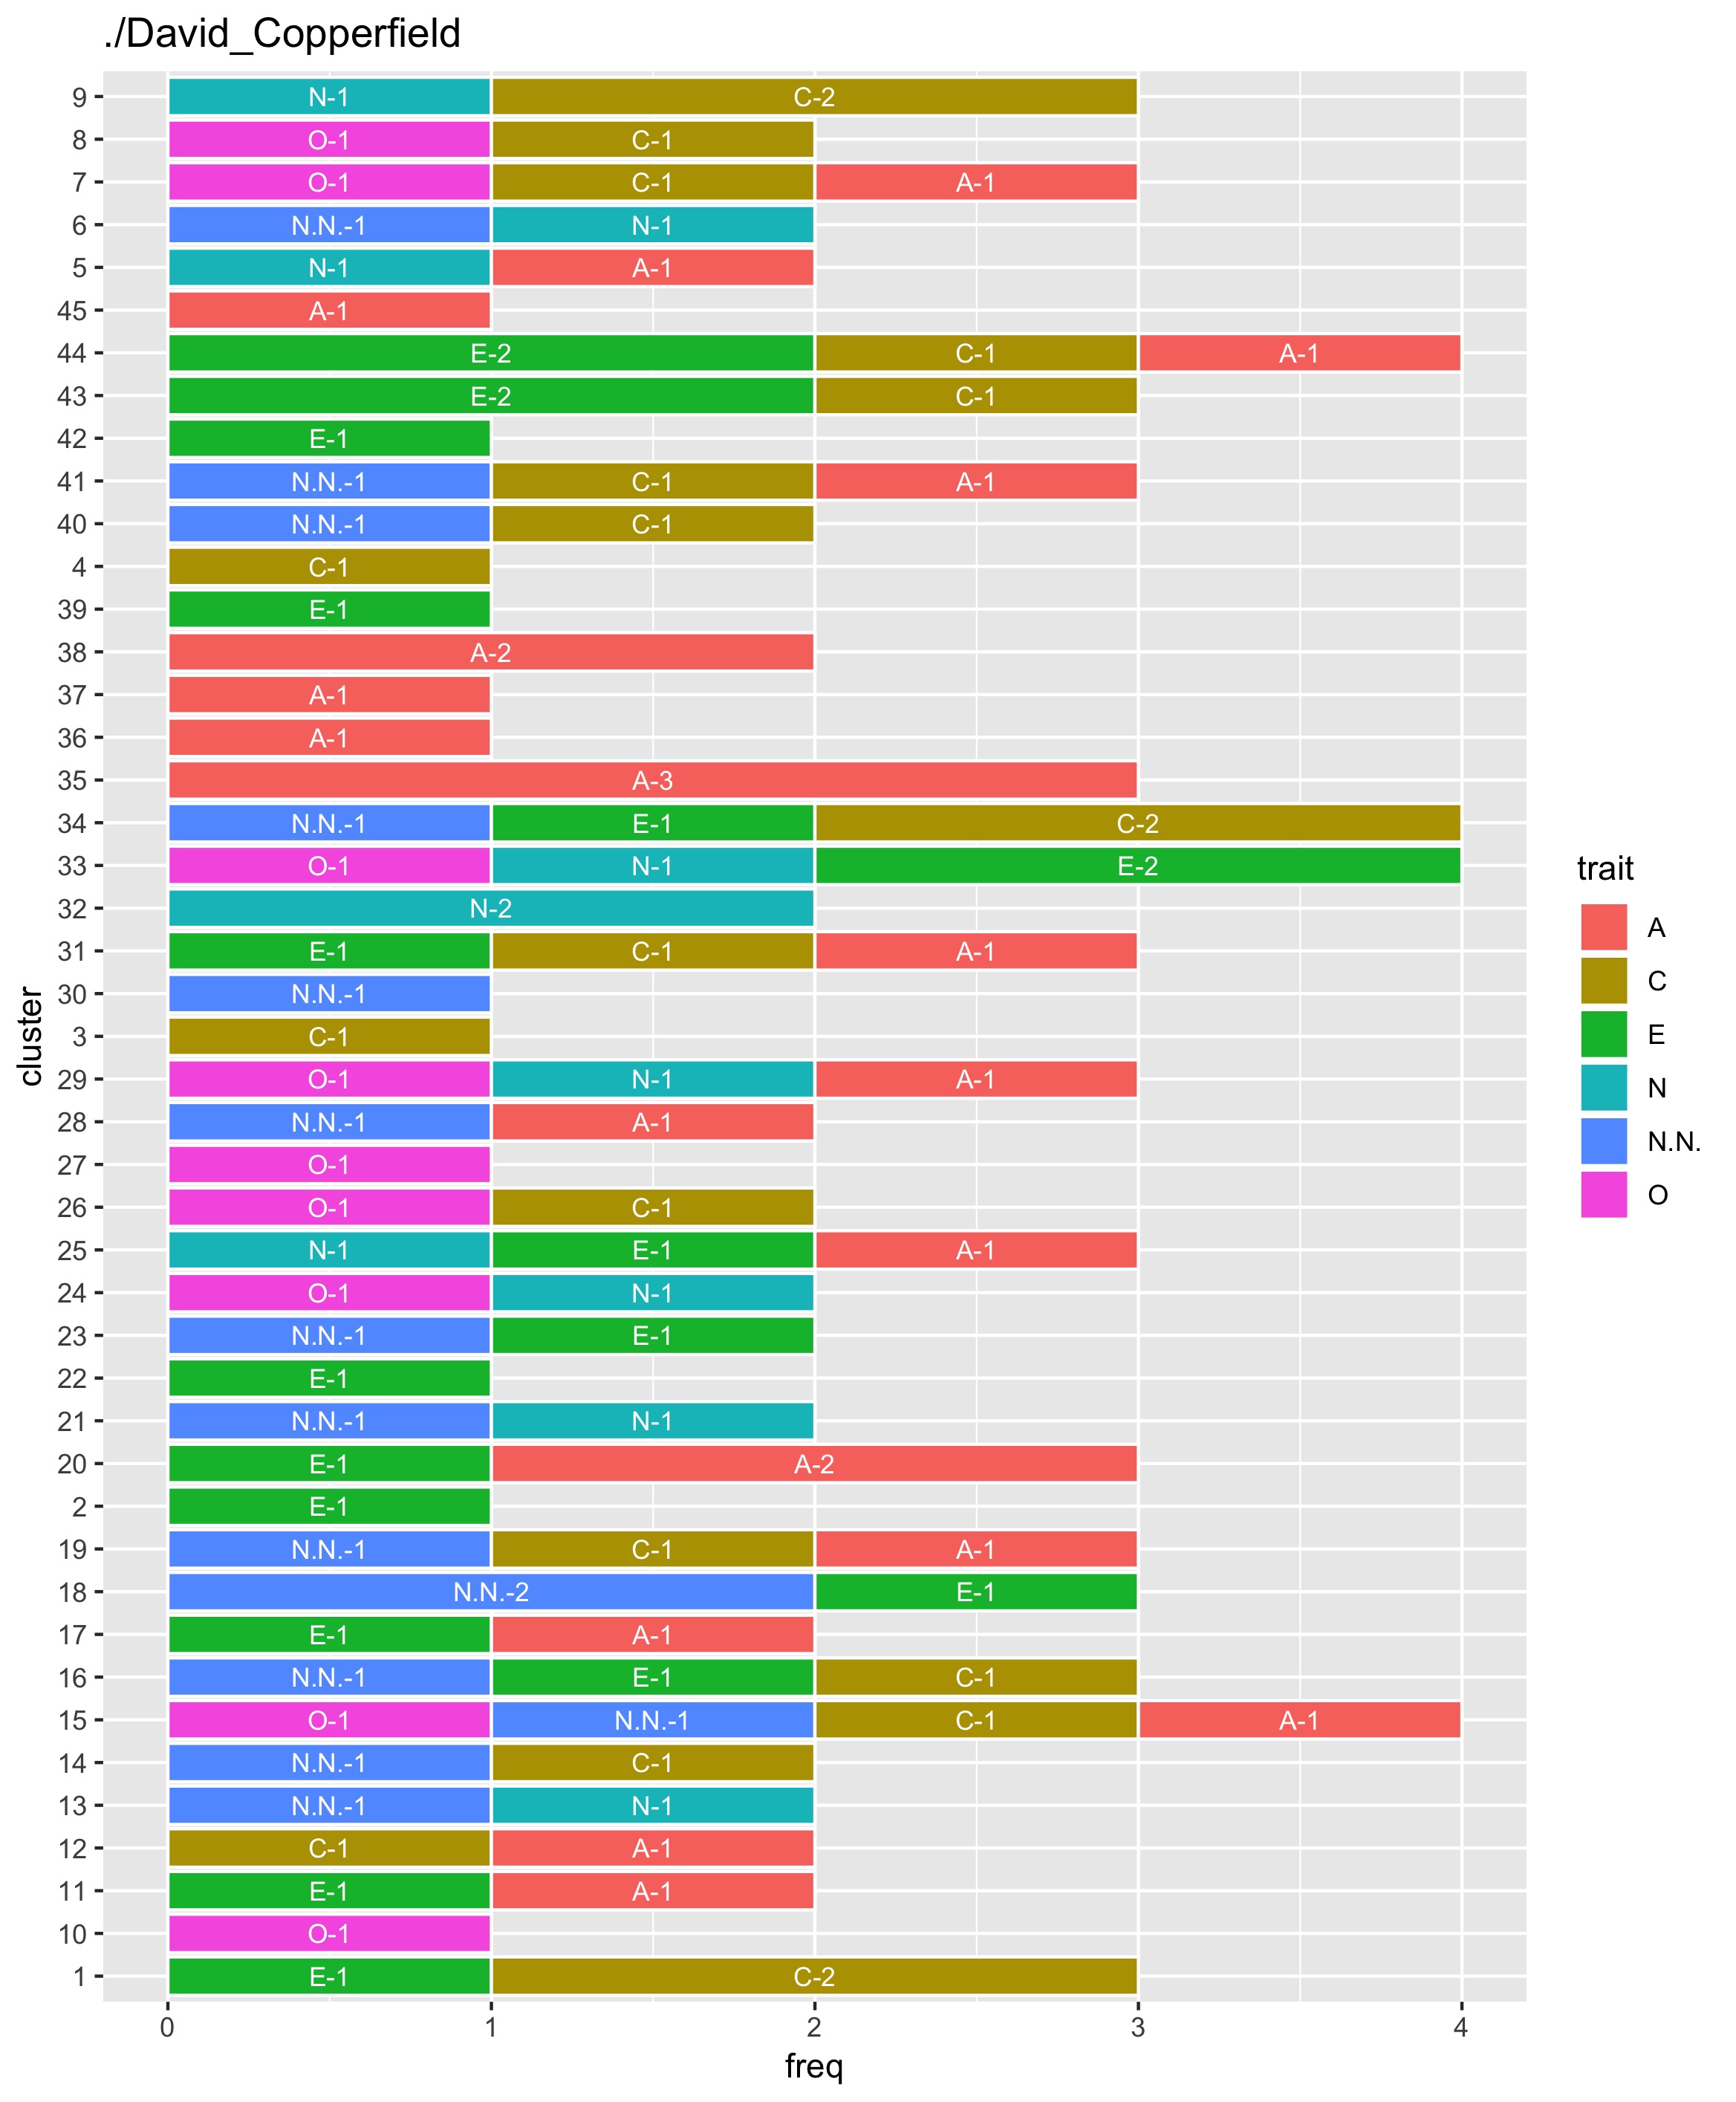 ./David_Copperfield
9 N-1 C-2
8 O-1 C-1
7 O-1 C-1 A-1
6 N.N.-1 N-1
5 N-1 A-1
45 A-1
44 E-2 C-1 A-1
43 E-2 C-1
42 E-1
41 N.N.-1 C-1 A-1
40 N.N.-1 C-1
4 C-1
39 E-1
38 A-2
37 A-1
36 A-1
35 A-3
34 N.N.-1 E-1 C-2
33 O-1 N-1 E-2
32 N-2
31 E-1 C-1 A-1
30 N.N.-1
3 C-1
29 O-1 N-1 A-1
28 N.N.-1 A-1
27 O-1
26 O-1 C-1
25 N-1 E-1 A-1
24 O-1 N-1
23 N.N.-1 E-1
22 E-1
21 N.N.-1 N-1
20 E-1 A-2
2 E-1
19 N.N.-1 C-1 A-1
18 N.N.-2 E-1
17 E-1 A-1
16 N.N.-1 E-1 C-1
15 O-1 N.N.-1 C-1 A-1
14 N.N.-1 C-1
13 N.N.-1 N-1
12 C-1 A-1
11 E-1 A-1
10 O-1
1 E-1 C-2
0 1 2 3 4
freq
cluster
trait
A
C
E
N
N.N.
O